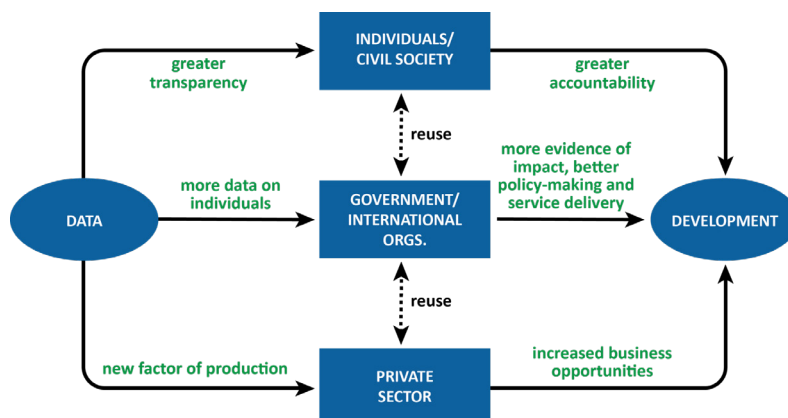 INDIVIDUALS/
CIVIL SOCIETY
greater
transparency
greater
accountability
reuse
more data on
individuals
GOVERNMENT/
INTERNATIONAL
ORGS.
more evidence of
impact, better
policy-making and
service delivery
DATA
DEVELOPMENT
reuse
new factor of production
PRIVATE
SECTOR
increased business
opportunities